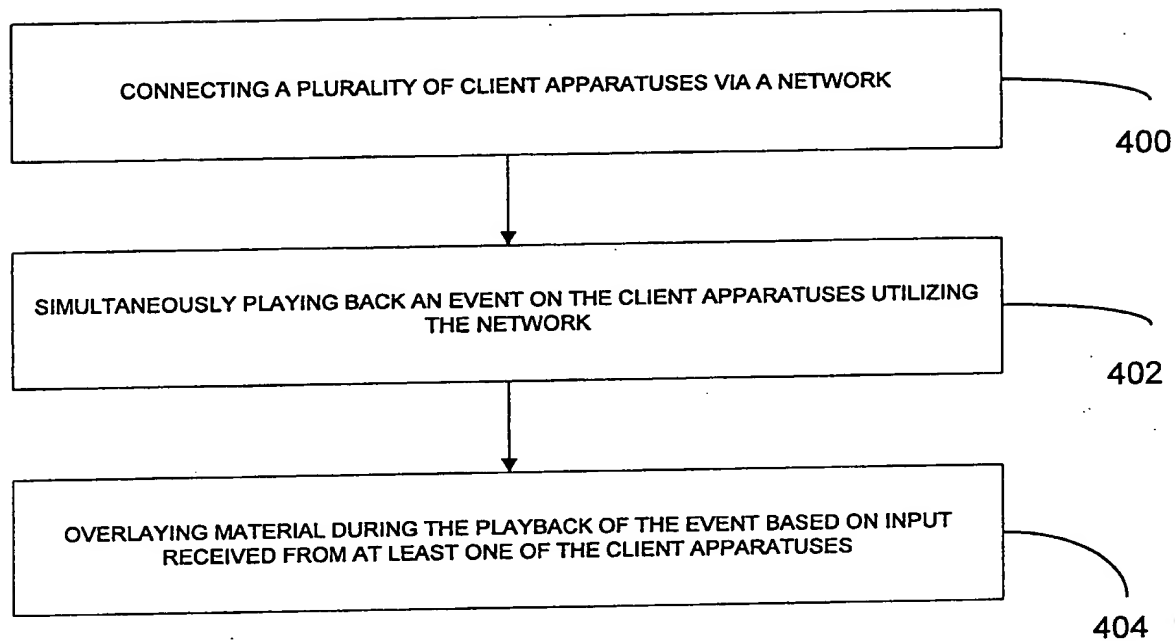 CONNECTING A PLURALITY OF CLIENT APPARATUSES VIA A NETWORK
400
SIMULTANEOUSLY PLAYING BACK AN EVENT ON THE CLIENT APPARATUSES UTILIZING
THE NETWORK
402
OVERLAYING MATERIAL DURING THE PLAYBACK OF THE EVENT BASED ON INPUT
RECEIVED FROM AT LEAST ONE OF THE CLIENT APPARATUSES
404